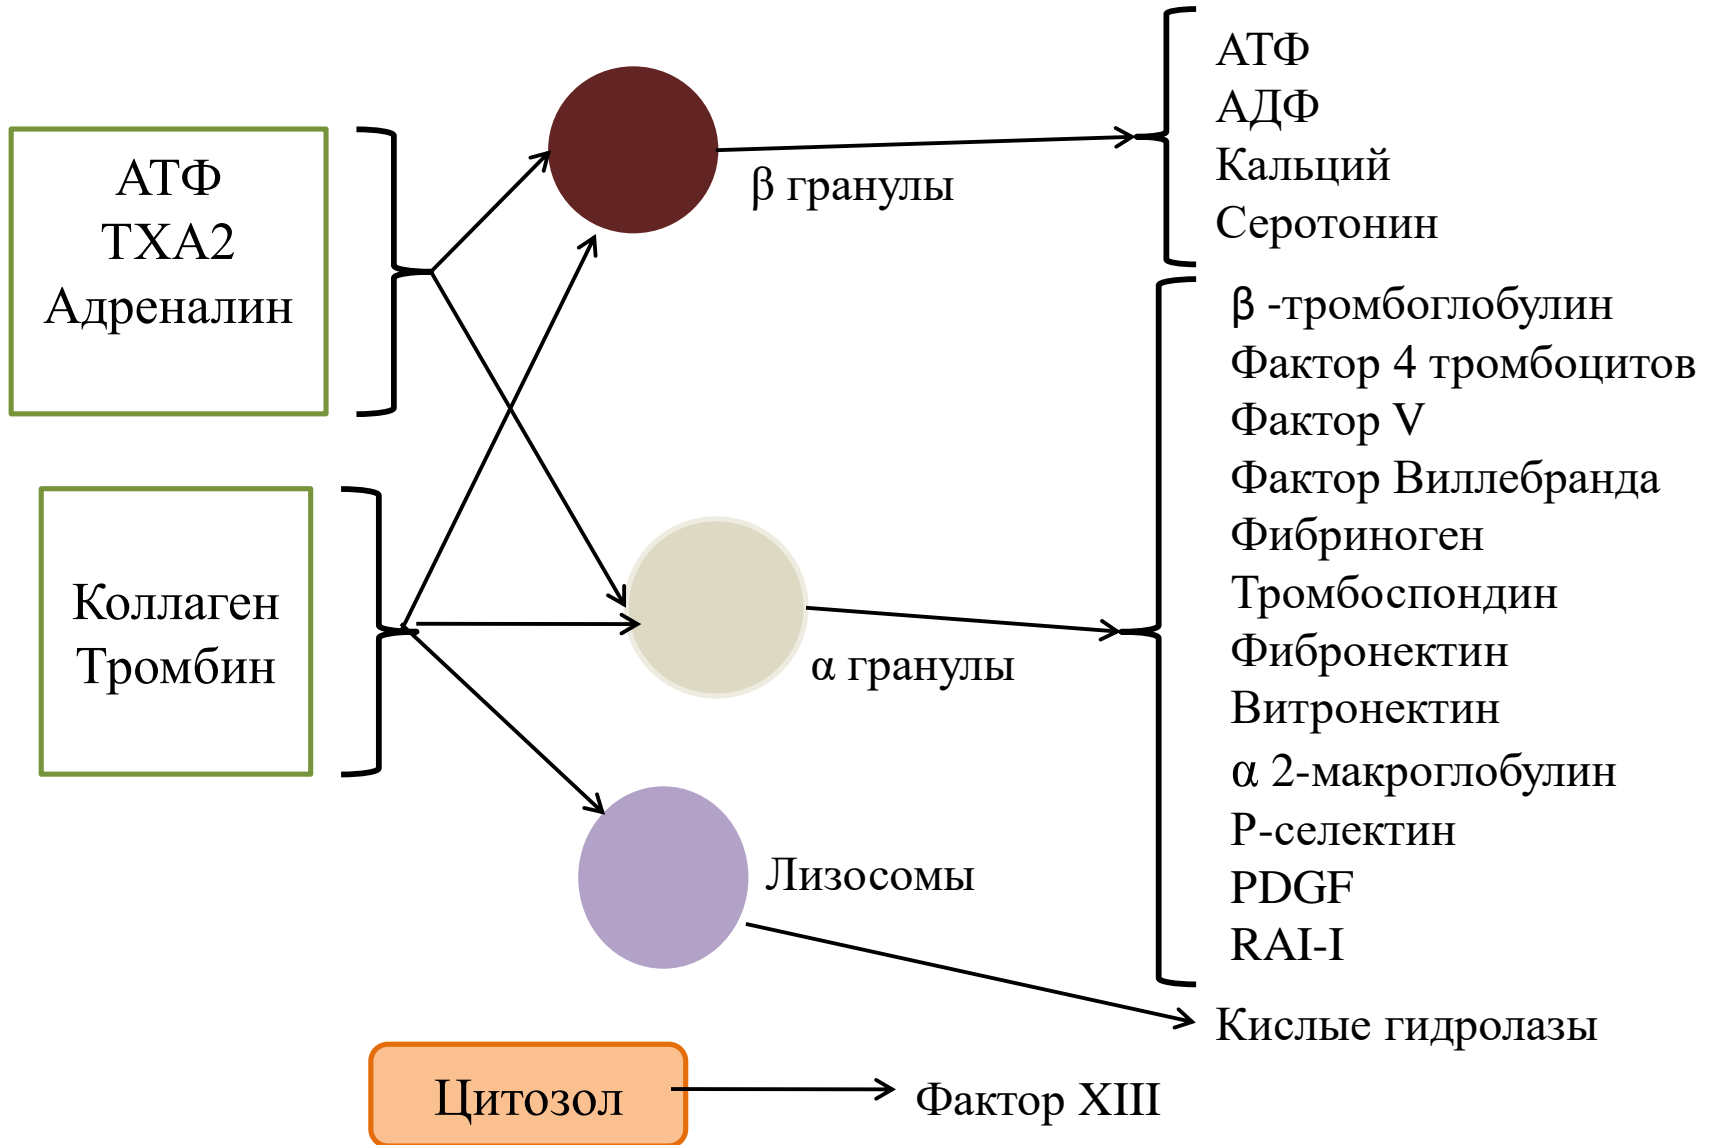 АТФ
ТХА2
Адреналин
Коллаген
Тромбин
β гранулы
α гранулы
Лизосомы
Цитозол
АТФ
АДФ
Кальций
Серотонин
β -тромбоглобулин
Фактор 4 тромбоцитов
Фактор V
Фактор Виллебранда
Фибриноген
Тромбоспондин
Фибронектин
Витронектин
α 2-макроглобулин
Р-селектин
PDGF
RAI-I
Кислые гидролазы
Фактор XIII